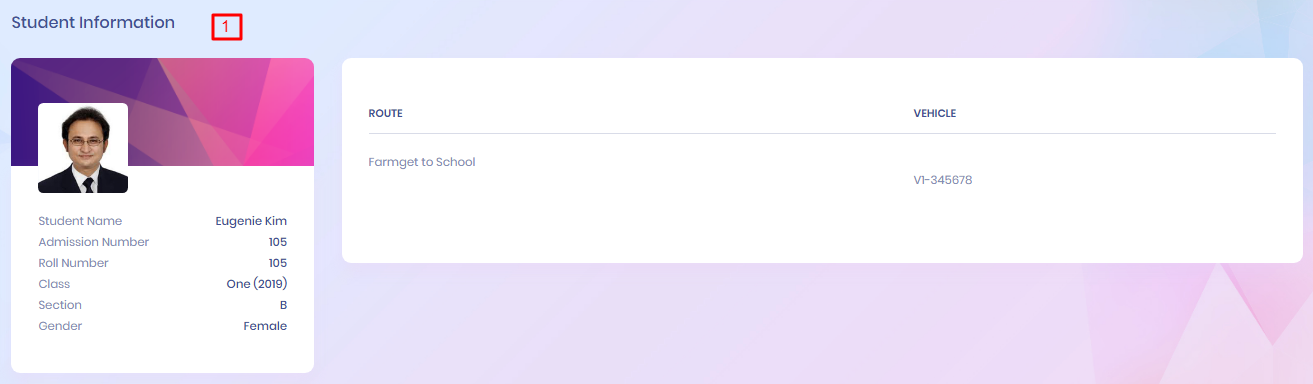 Student Information
1
Student Name Eugenie Kim
Admission Number 105
Roll Number 105
Class One (2019)
Section B
Gender Female
ROUTE VEHICLE
Farmget to School
V1-345678